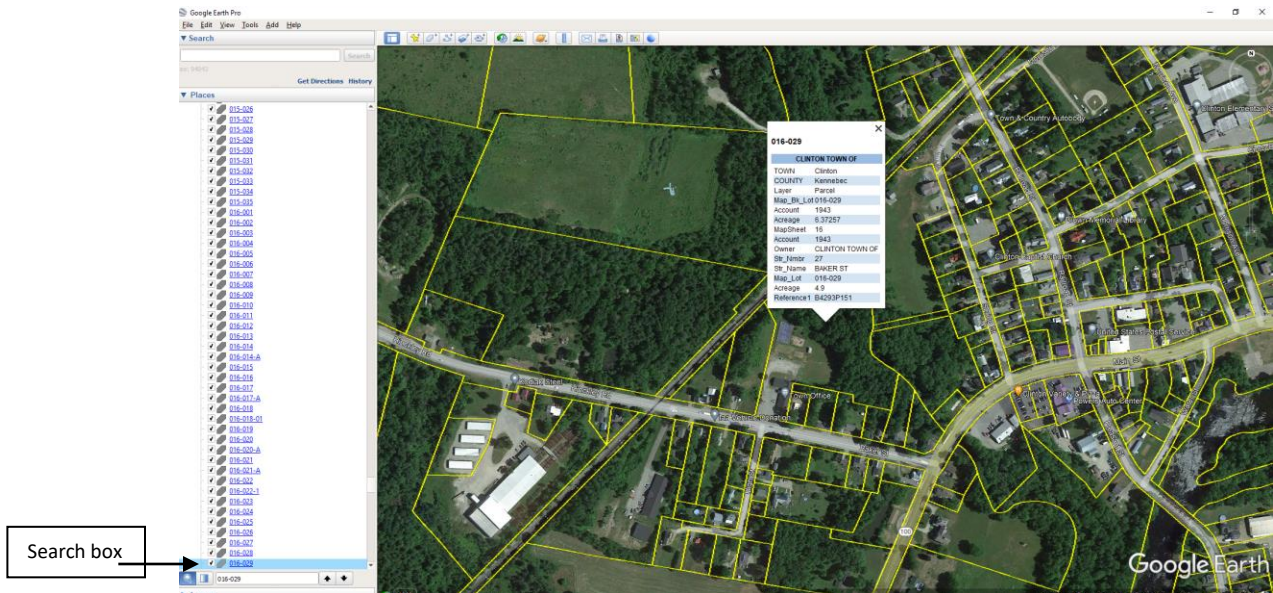 Google Earth Pro
File Edit View Tools Add Help
▼ Search
Search
Get Directions History
▼ Places
015-026
015-027
015-028
015-029
015-030
015-031
015-032
015-033
015-034
015-035
016-001
016-002
016-003
016-004
016-005
016-006
016-007
016-008
016-009
016-010
016-011
016-012
016-013
016-014
016-014-A
016-015
016-016
016-017
016-017-A
016-018
016-018-01
016-019
016-020
016-020-A
016-021
016-021-A
016-022
016-022-1
016-023
016-024
016-025
016-026
016-027
016-028
016-029
016-029
Search box
016-029
CLINTON TOWN OF
TOWN Clinton
COUNTY Kennebec
Layer Parcel
Map_Bk_Lot 016-029
Account 1943
Acreage 6.37257
MapSheet 16
Account 1943
Owner CLINTON TOWN OF
Str_Nmbr 27
Str_Name BAKER ST
Map_Lot 016-029
Acreage 4.9
Reference1 B4293P151
Clinton Elementary S
Town & Country Autobody
Brown Memorial Library
Clinton Baptist Church
United States Postal Service
Main St
Town Office
100
Google Earth